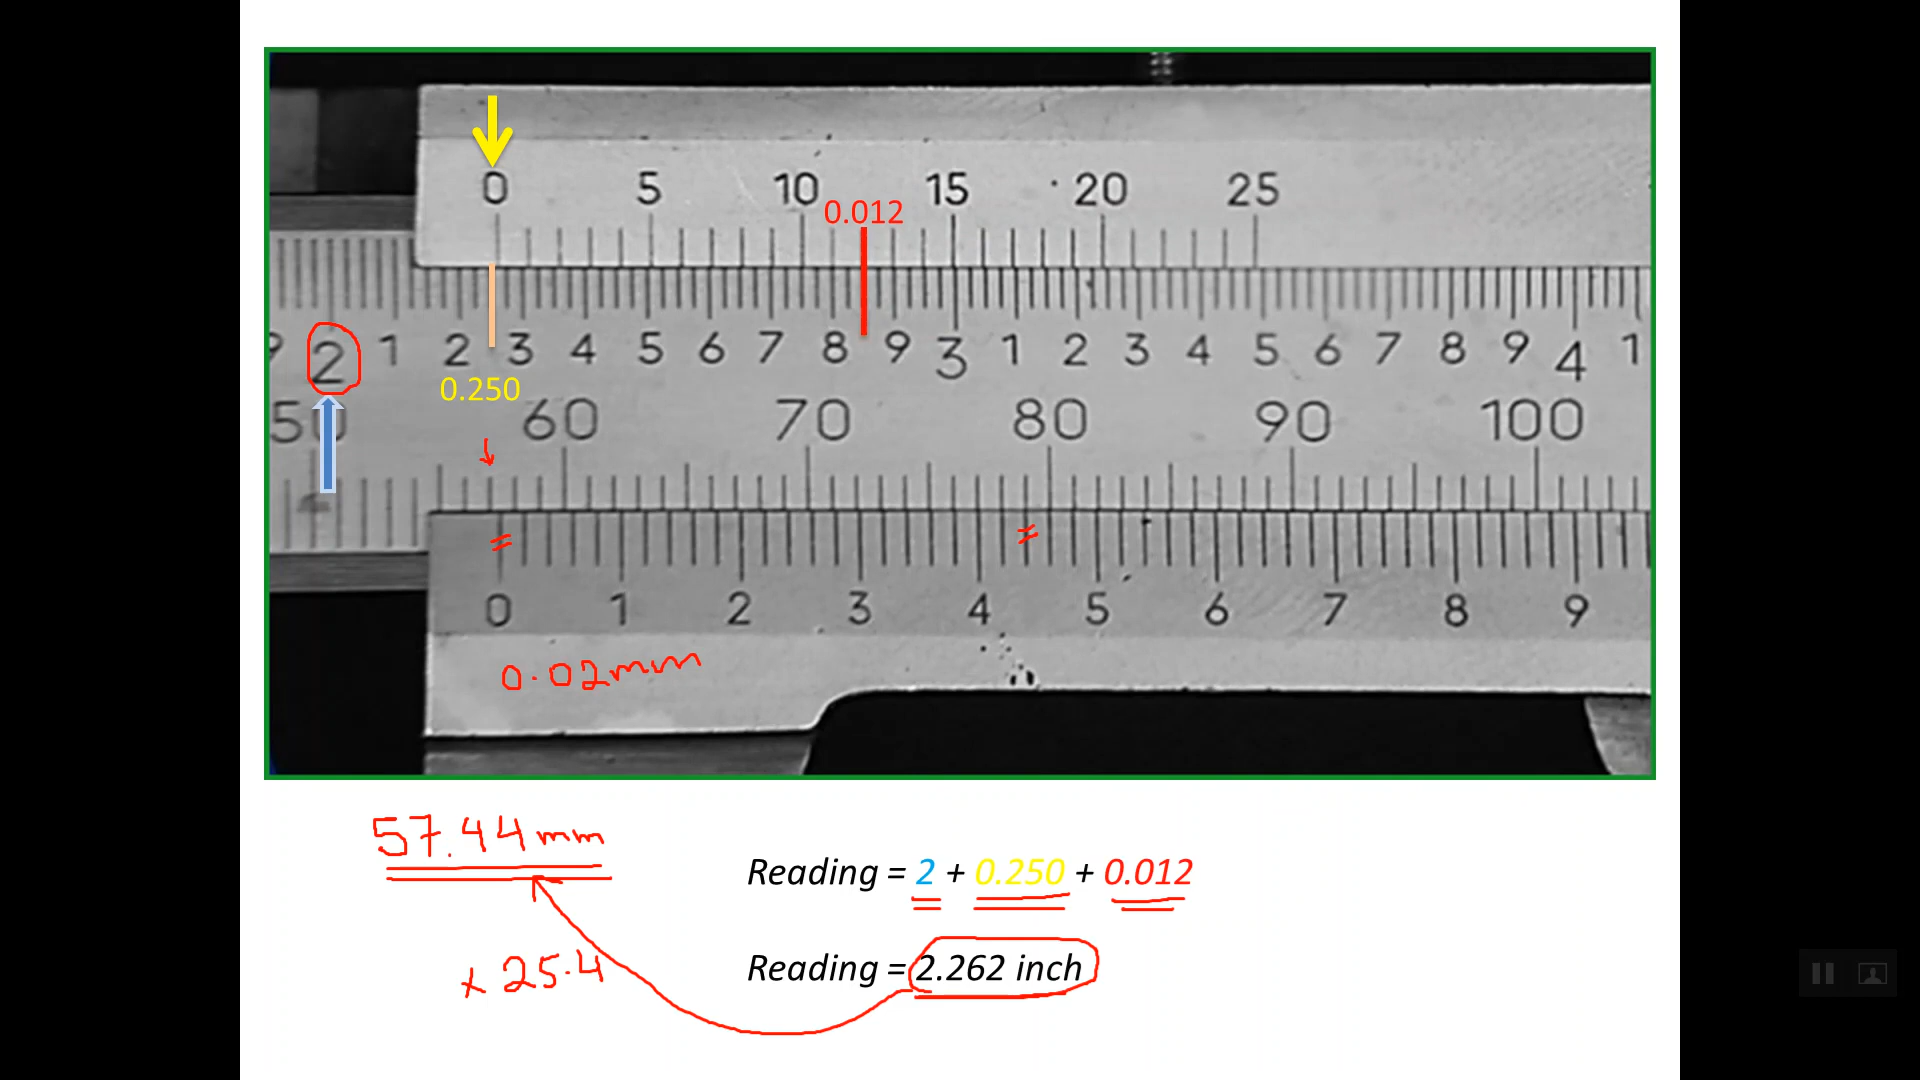 0 5 10 15 20 25
0.012
9 2 1 2 3 4 5 6 7 8 9 3 1 2 3 4 5 6 7 8 9 4 1
0.250
50 60 70 80 90 100
0 1 2 3 4 5 6 7 8 9
0.02mm
57.44mm
Reading = 2 + 0.250 + 0.012
x 25.4
Reading = 2.262 inch